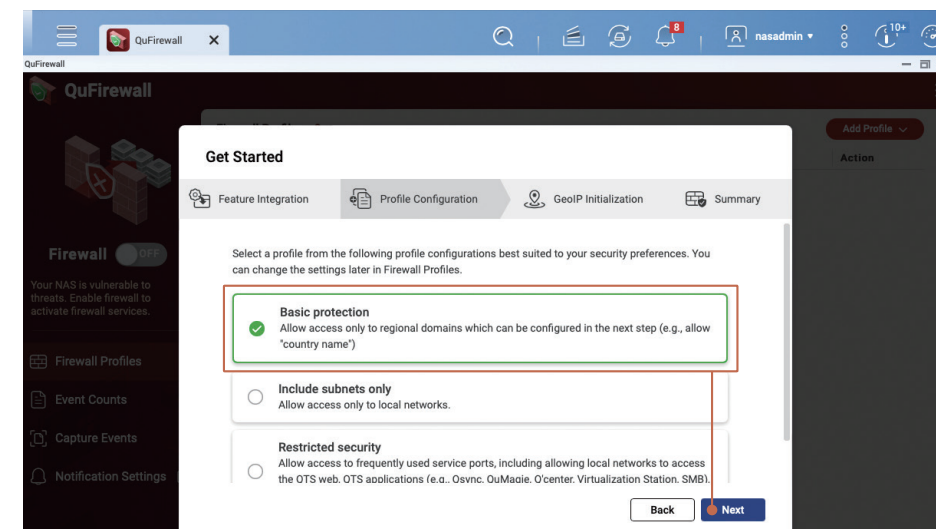 QuFirewall
8
nasadmin
10+
QuFirewall
QuFirewall
Add Profile
Action
Get Started
Feature Integration
Profile Configuration
GeoIP Initialization
Summary
Select a profile from the following profile configurations best suited to your security preferences. You
can change the settings later in Firewall Profiles.
Basic protection
Allow access only to regional domains which can be configured in the next step (e.g., allow
"country name")
Include subnets only
Allow access only to local networks.
Restricted security
Allow access to frequently used service ports, including allowing local networks to access
the QTS web, QTS applications (e.g., Qsync, QuMagie, Q'center, Virtualization Station, SMB),
Back
Next
Firewall
OFF
Your NAS is vulnerable to
threats. Enable firewall to
activate firewall services.
Firewall Profiles
Event Counts
Capture Events
Notification Settings